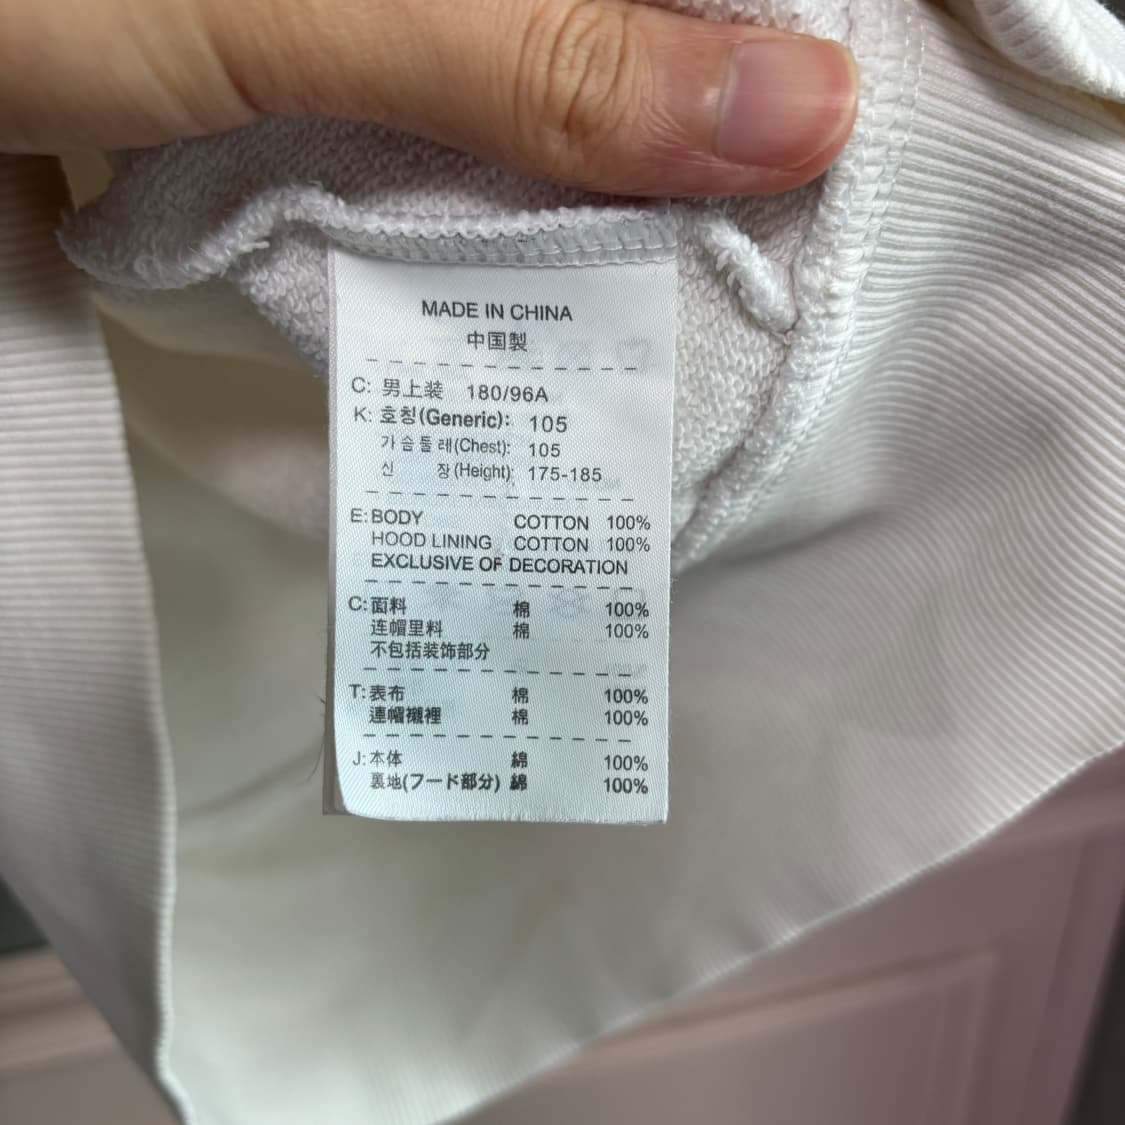 MADE IN CHINA
中国製
C: 男上装 180/96A
K: 호칭(Generic): 105
가슴둘레(Chest): 105
신 장(Height): 175-185
E: BODY COTTON 100%
HOOD LINING COTTON 100%
EXCLUSIVE OF DECORATION
C: 面料 棉 100%
连帽里料 棉 100%
不包括装饰部分
T: 表布 棉 100%
連帽襯裡 棉 100%
J: 本体 綿 100%
裏地(フード部分) 綿 100%